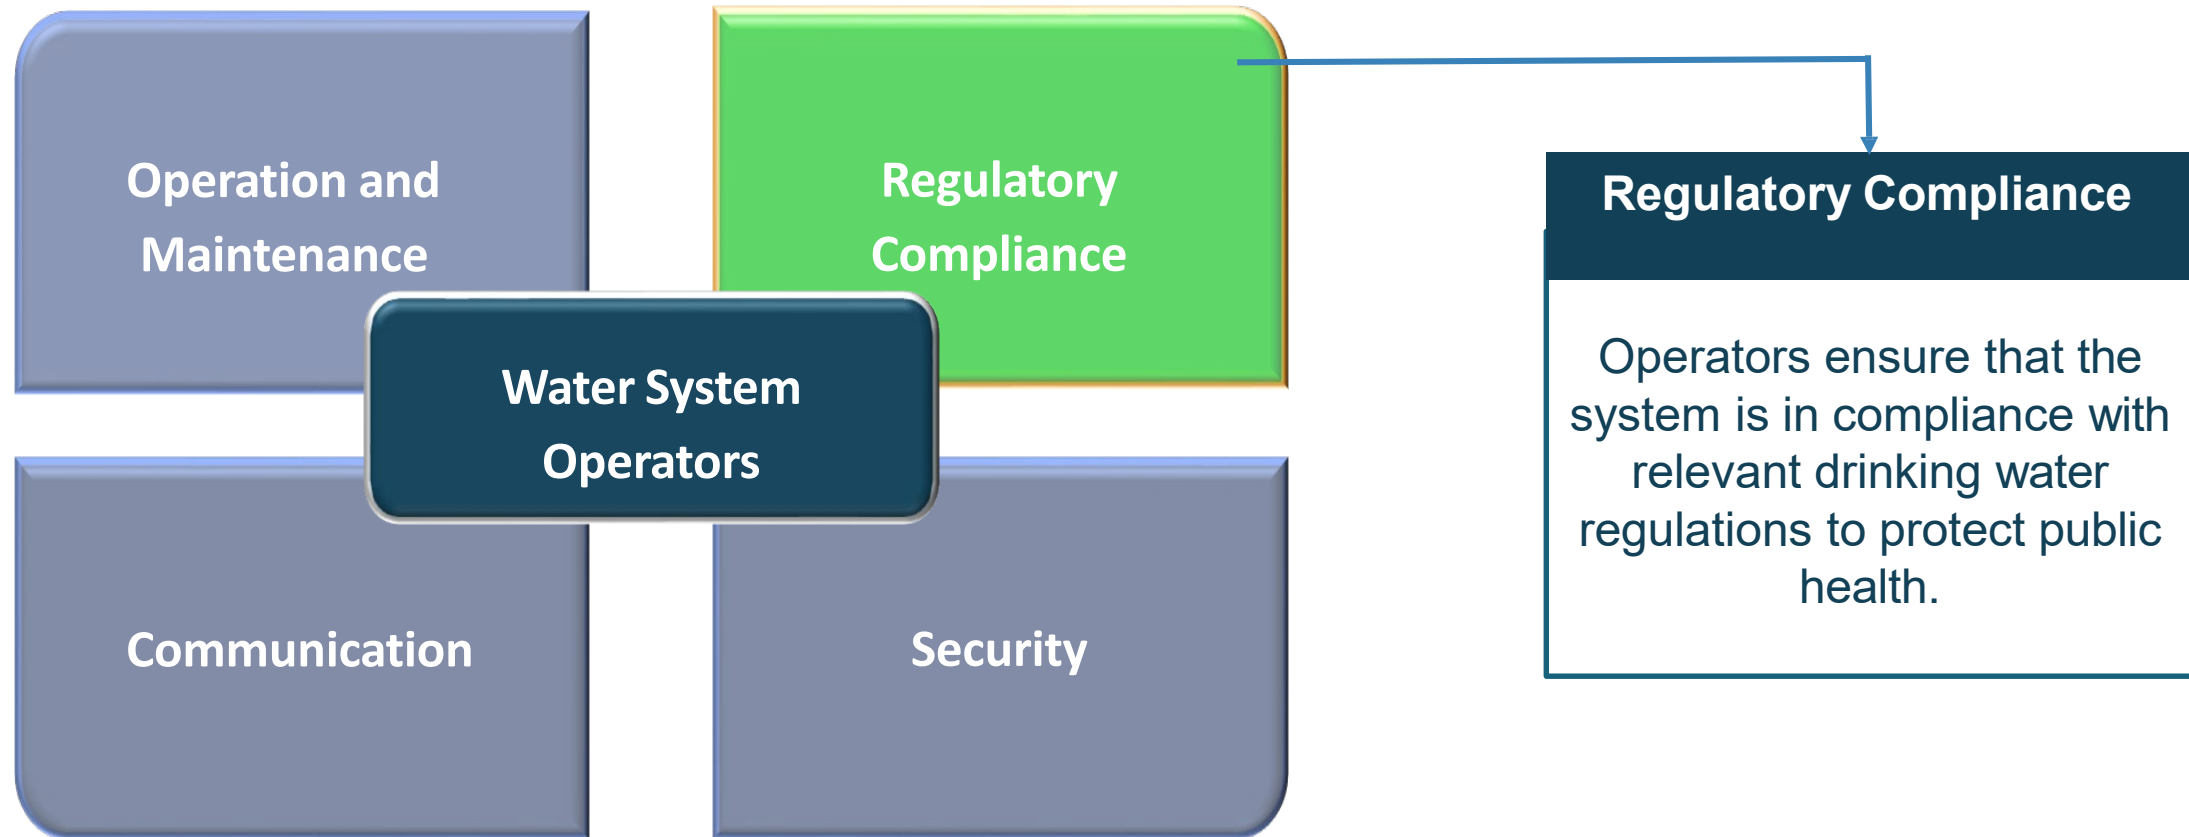 Operation and
Maintenance
Regulatory
Compliance
Water System
Operators
Communication
Security
Regulatory Compliance
Operators ensure that the
system is in compliance with
relevant drinking water
regulations to protect public
health.